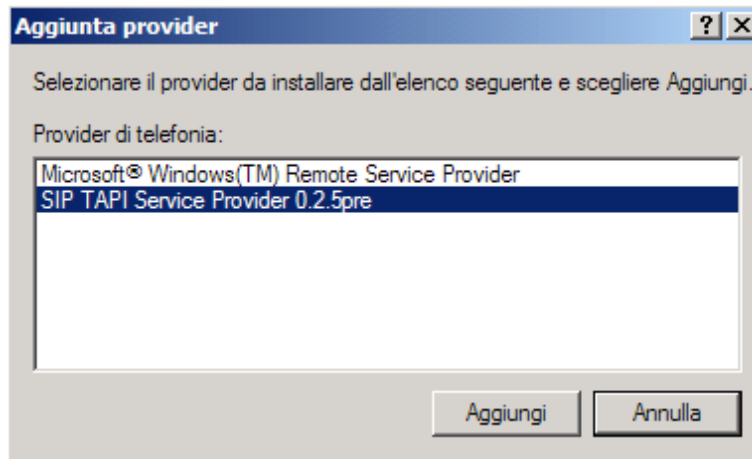 Aggiunta provider
Selezionare il provider da installare dall'elenco seguente e scegliere Aggiungi.
Provider di telefonia:
Microsoft® Windows(TM) Remote Service Provider
SIP TAPI Service Provider 0.2.5pre
Aggiungi
Annulla